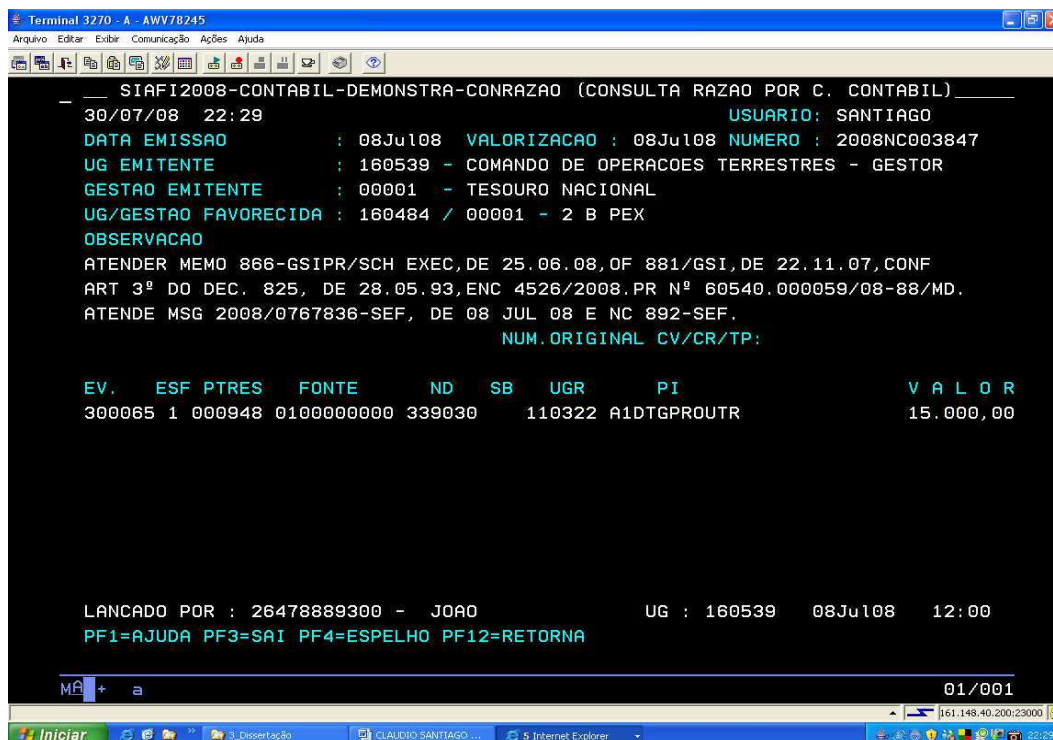 Terminal 3270 - A - AWV78245
Arquivo Editar Exibir Comunicação Ações Ajuda
__ SIAFI2008-CONTABIL-DEMONSTRA-CONRAZAO (CONSULTA RAZAO POR C. CONTABIL)_____
30/07/08 22:29 USUARIO: SANTIAGO
DATA EMISSAO : 08Jul08 VALORIZACAO : 08Jul08 NUMERO : 2008NC003847
UG EMITENTE : 160539 - COMANDO DE OPERACOES TERRESTRES - GESTOR
GESTAO EMITENTE : 00001 - TESOURO NACIONAL
UG/GESTAO FAVORECIDA : 160484 / 00001 - 2 B PEX
OBSERVACAO
ATENDER MEMO 866-GSIPR/SCH EXEC,DE 25.06.08,OF 881/GSI,DE 22.11.07,CONF
ART 3º DO DEC. 825, DE 28.05.93,ENC 4526/2008.PR Nº 60540.000059/08-88/MD.
ATENDE MSG 2008/0767836-SEF, DE 08 JUL 08 E NC 892-SEF.
NUM.ORIGINAL CV/CR/TP:
EV. ESF PTRES FONTE ND SB UGR PI V A L O R
300065 1 000948 0100000000 339030 110322 A1DTGPROUTR 15.000,00
LANCADO POR : 26478889300 - JOAO UG : 160539 08Jul08 12:00
PF1=AJUDA PF3=SAI PF4=ESPELHO PF12=RETORNA
MA + a 01/001
161.148.40.200:23000
Iniciar 3_Dissertação CLAUDIO SANTIAGO ... 5 Internet Explorer 22:29